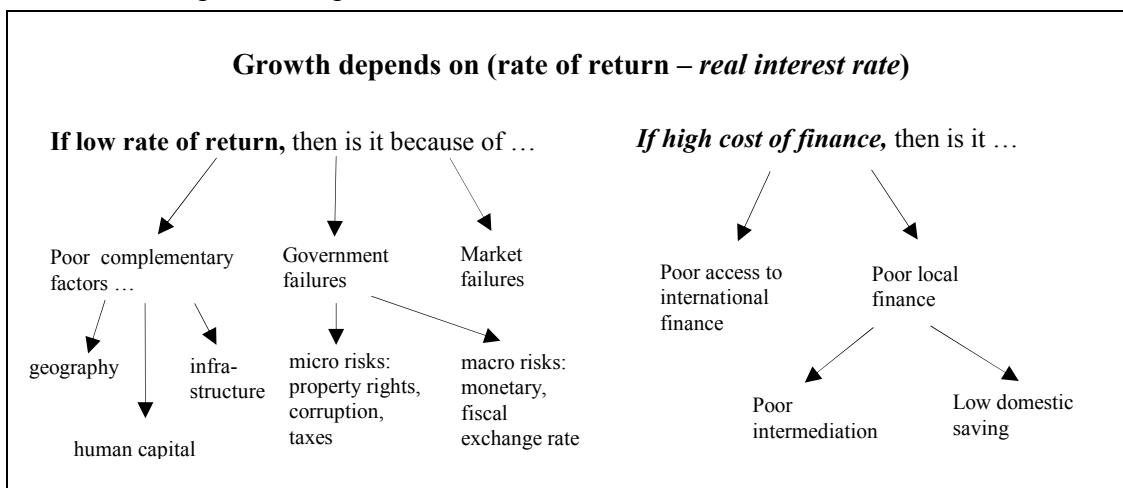 Growth depends on (rate of return – real interest rate)
If low rate of return, then is it because of …
If high cost of finance, then is it …
Poor complementary
factors …
Government
failures
Market
failures
Poor access to
international
finance
Poor local
finance
geography
human capital
infra-
structure
micro risks:
property rights,
corruption,
taxes
macro risks:
monetary,
fiscal
exchange rate
Poor
intermediation
Low domestic
saving